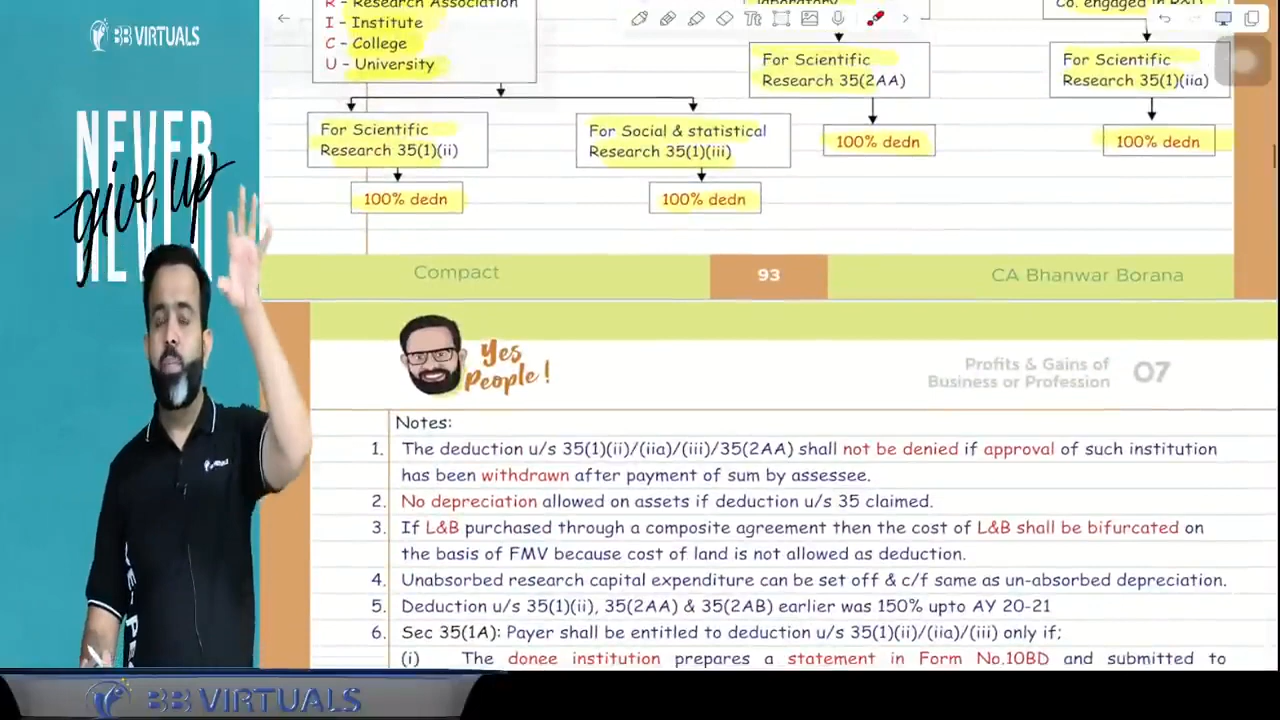 BB VIRTUALS
NEVER
give up
NEVER
R - Research Association
I - Institute
C - College
U - University
laboratory
Co. engaged in R&D
For Scientific
Research 35(2AA)
For Scientific
Research 35(1)(iia)
For Scientific
Research 35(1)(ii)
For Social & statistical
Research 35(1)(iii)
100% dedn
100% dedn
100% dedn
100% dedn
Compact
93
CA Bhanwar Borana
Yes
People!
Profits & Gains of
Business or Profession
07
Notes:
1. The deduction u/s 35(1)(ii)/(iia)/(iii)/35(2AA) shall not be denied if approval of such institution
has been withdrawn after payment of sum by assessee.
2. No depreciation allowed on assets if deduction u/s 35 claimed.
3. If L&B purchased through a composite agreement then the cost of L&B shall be bifurcated on
the basis of FMV because cost of land is not allowed as deduction.
4. Unabsorbed research capital expenditure can be set off & c/f same as un-absorbed depreciation.
5. Deduction u/s 35(1)(ii), 35(2AA) & 35(2AB) earlier was 150% upto AY 20-21
6. Sec 35(1A): Payer shall be entitled to deduction u/s 35(1)(ii)/(iia)/(iii) only if;
(i) The donee institution prepares a statement in Form No.10BD and submitted to
BB VIRTUALS